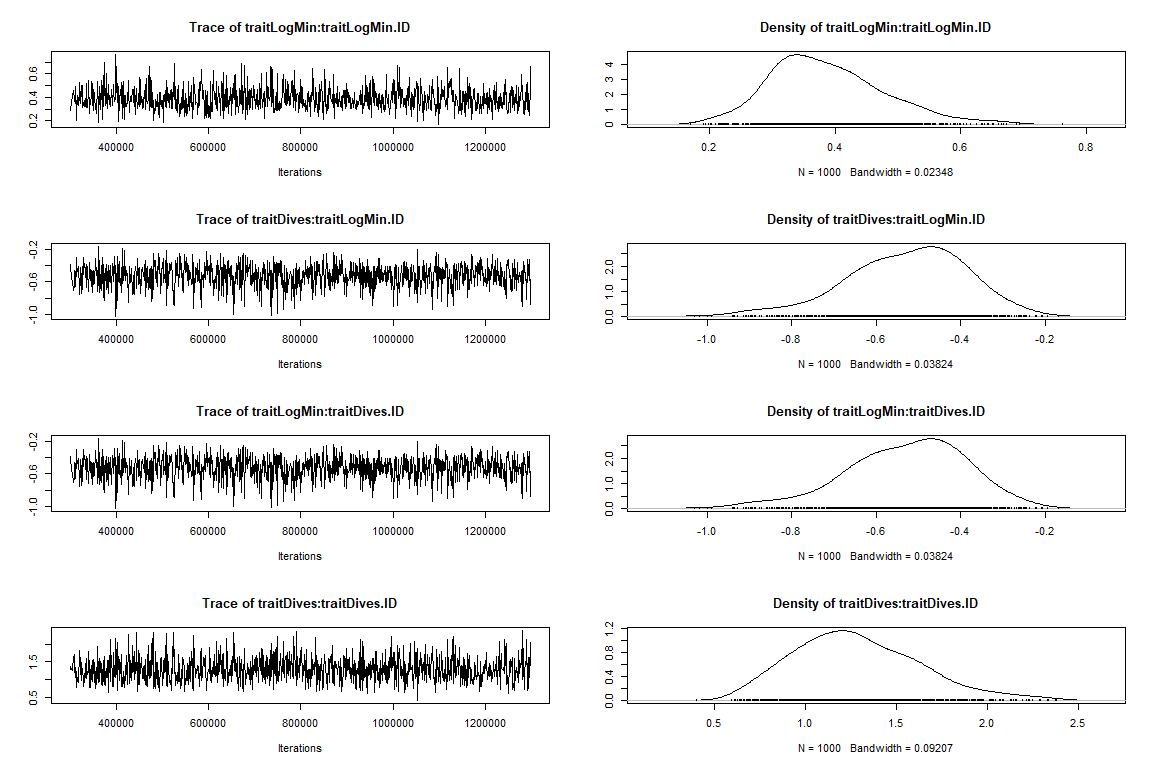 Trace of traitLogMin:traitLogMin.ID
0.2 0.4 0.6
400000 600000 800000 1000000 1200000
Iterations
Density of traitLogMin:traitLogMin.ID
0 1 2 3 4
0.2 0.4 0.6 0.8
N = 1000 Bandwidth = 0.02348
Trace of traitDives:traitLogMin.ID
-1.0 -0.6 -0.2
400000 600000 800000 1000000 1200000
Iterations
Density of traitDives:traitLogMin.ID
0.0 1.0 2.0
-1.0 -0.8 -0.6 -0.4 -0.2
N = 1000 Bandwidth = 0.03824
Trace of traitLogMin:traitDives.ID
-1.0 -0.6 -0.2
400000 600000 800000 1000000 1200000
Iterations
Density of traitLogMin:traitDives.ID
0.0 1.0 2.0
-1.0 -0.8 -0.6 -0.4 -0.2
N = 1000 Bandwidth = 0.03824
Trace of traitDives:traitDives.ID
0.5 1.5
400000 600000 800000 1000000 1200000
Iterations
Density of traitDives:traitDives.ID
0.0 0.4 0.8 1.2
0.5 1.0 1.5 2.0 2.5
N = 1000 Bandwidth = 0.09207